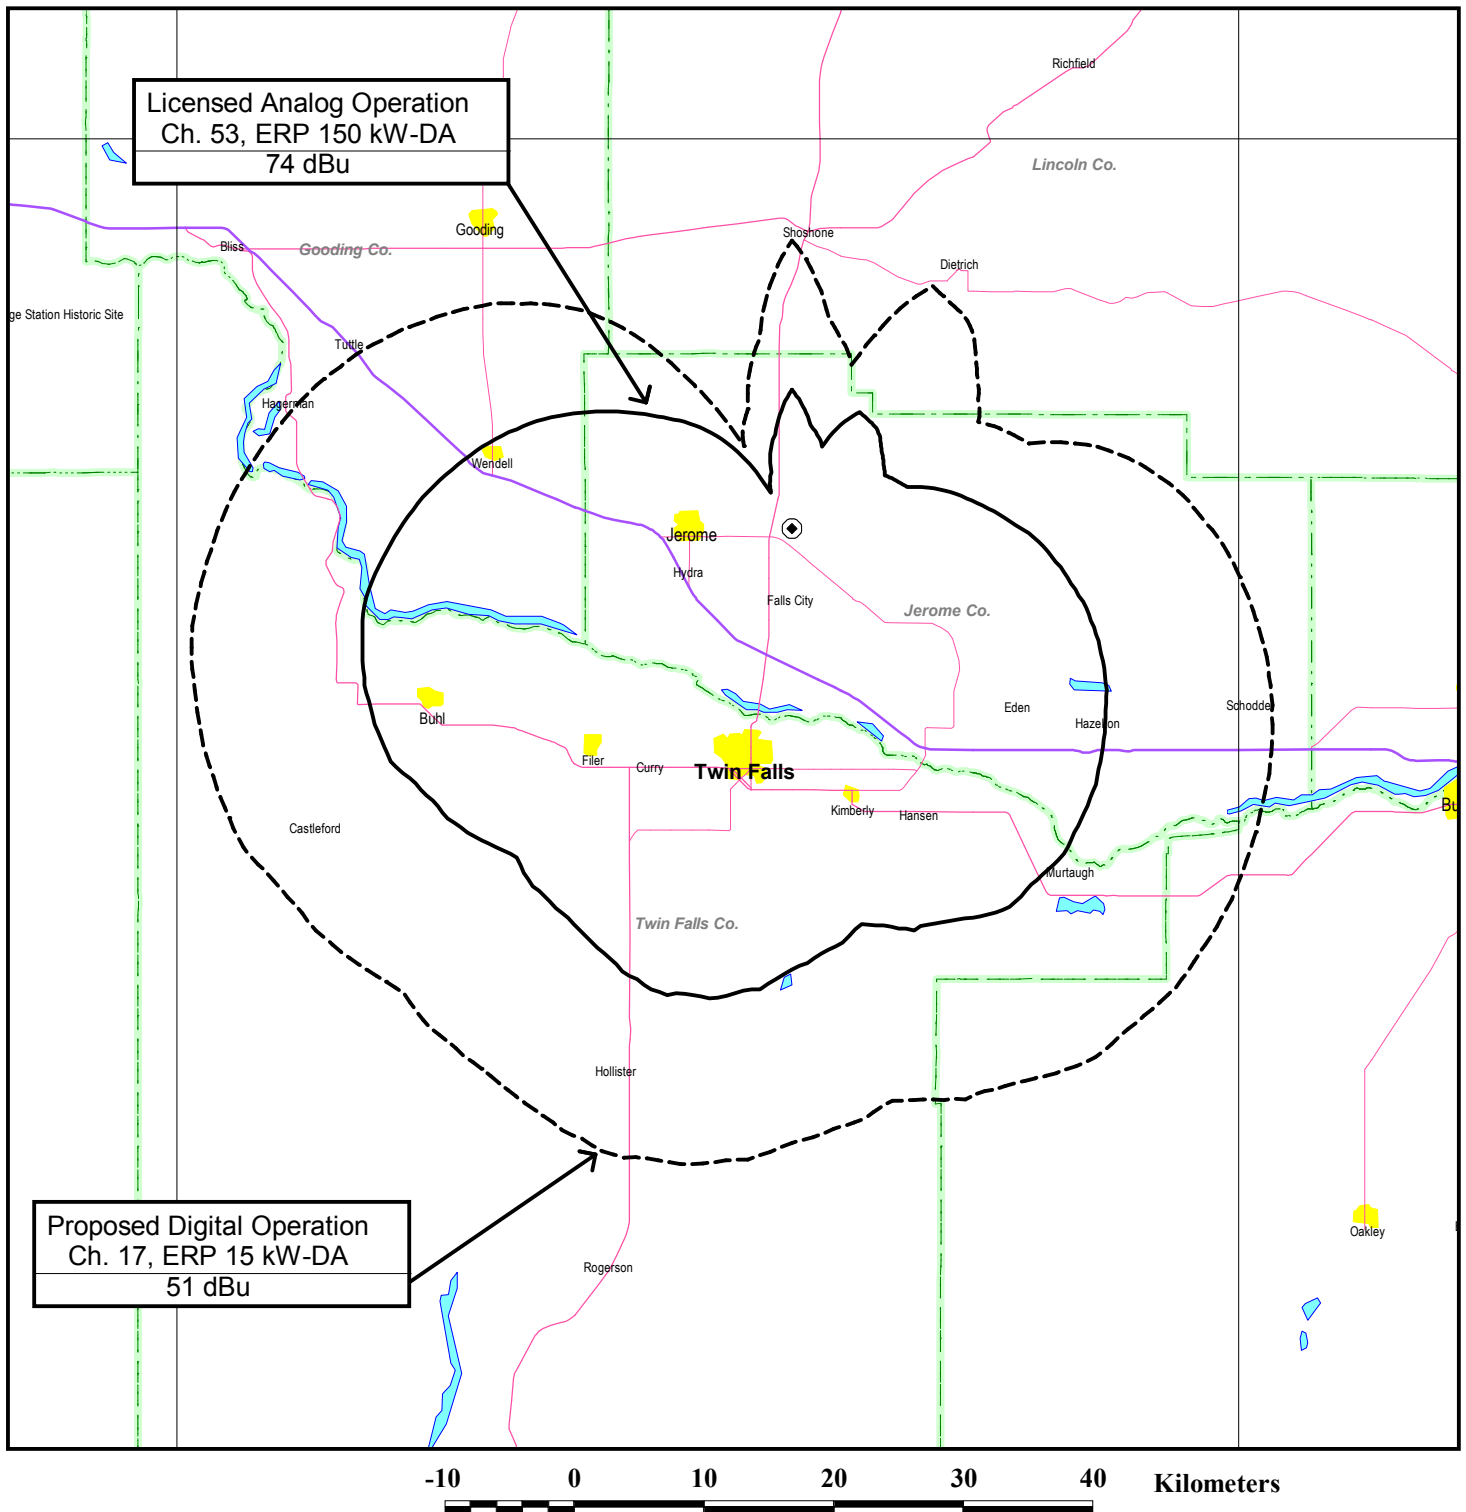 Richfield
Licensed Analog Operation
Ch. 53, ERP 150 kW-DA
74 dBu
Lincoln Co.
Gooding
Shoshone
Bliss
Gooding Co.
Dietrich
ge Station Historic Site
Tuttle
Hagerman
Wendell
Jerome
Hydra
Falls City
Jerome Co.
Eden
Schodde
Buhl
Hazelton
Filer
Curry
Twin Falls
Bu
Kimberly
Hansen
Castleford
Murtaugh
Twin Falls Co.
Hollister
Proposed Digital Operation
Ch. 17, ERP 15 kW-DA
51 dBu
Oakley
Rogerson
-10 0 10 20 30 40 Kilometers